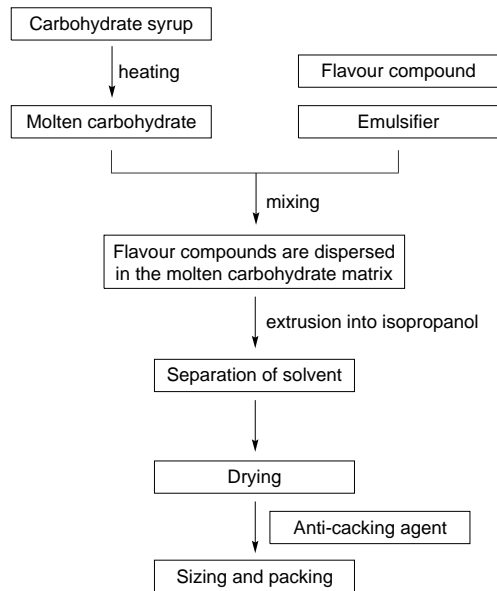 Carbohydrate syrup
heating
Flavour compound
Molten carbohydrate
Emulsifier
mixing
Flavour compounds are dispersed
in the molten carbohydrate matrix
extrusion into isopropanol
Separation of solvent
Drying
Anti-cacking agent
Sizing and packing